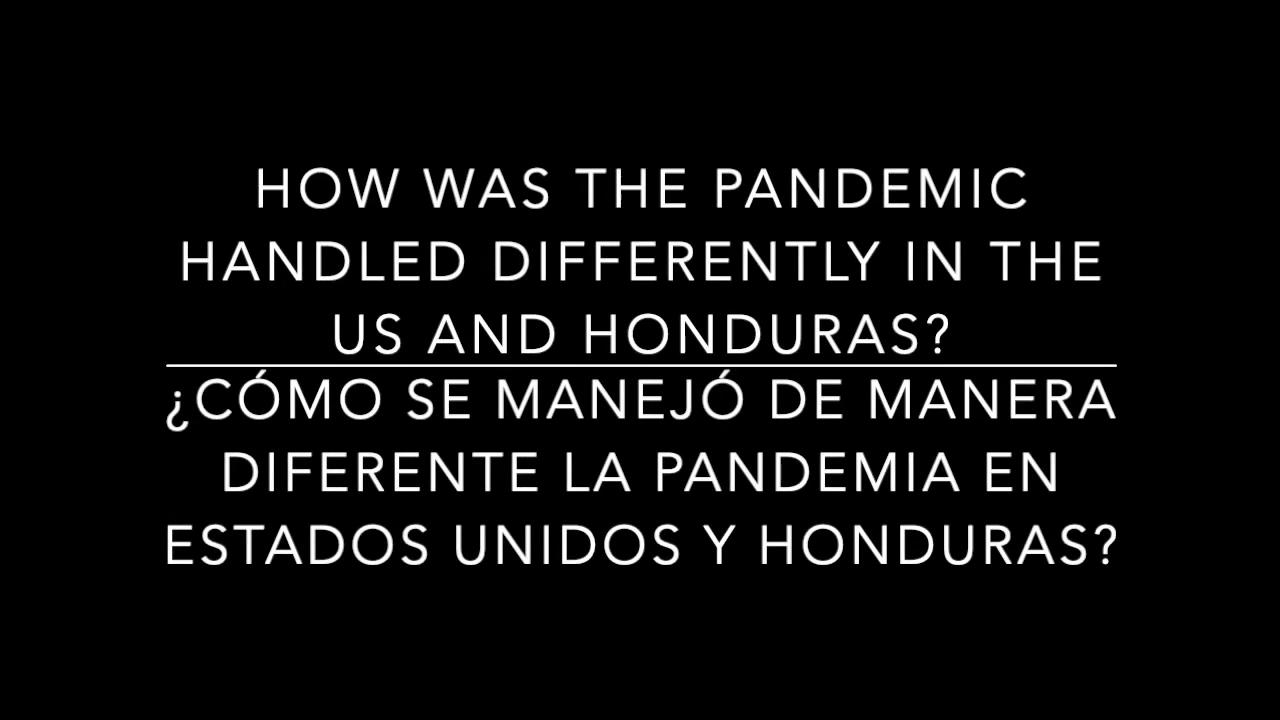 HOW WAS THE PANDEMIC
HANDLED DIFFERENTLY IN THE
US AND HONDURAS?
¿CÓMO SE MANEJÓ DE MANERA
DIFERENTE LA PANDEMIA EN
ESTADOS UNIDOS Y HONDURAS?